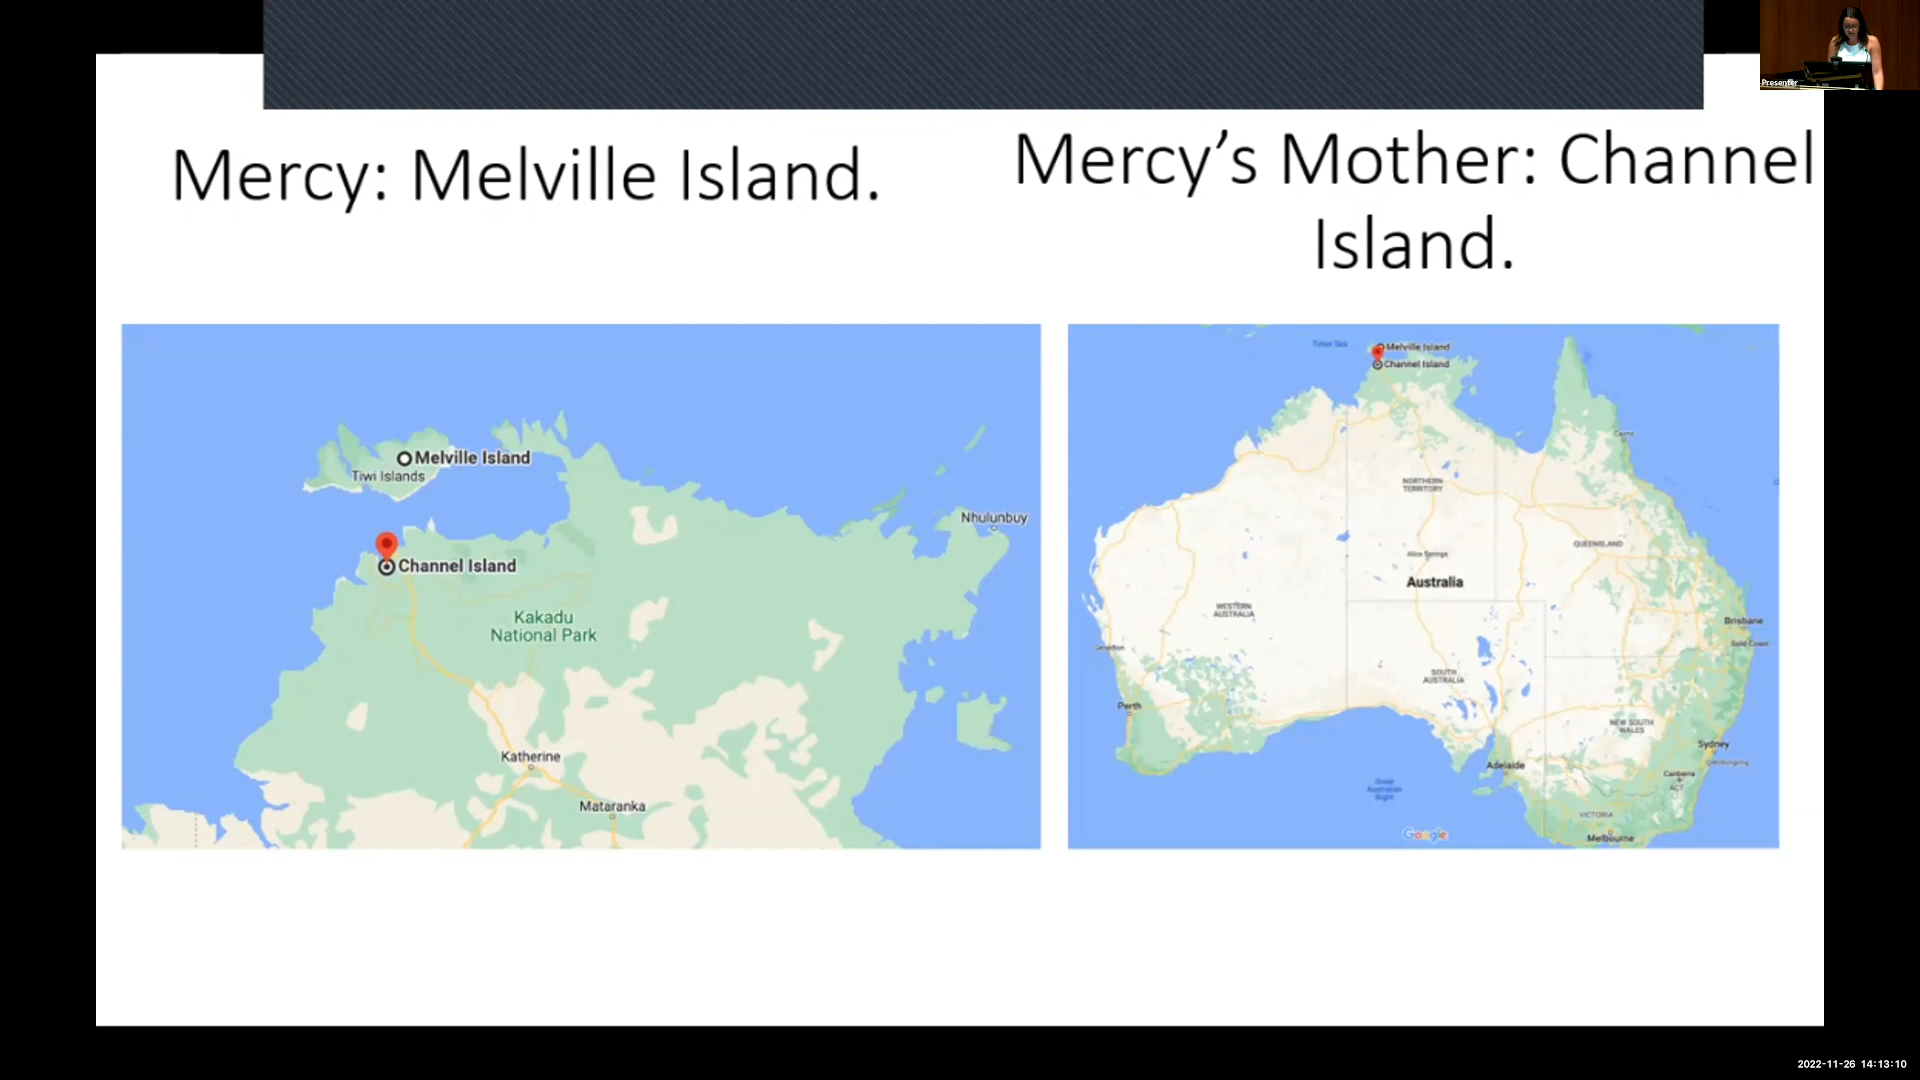 Presenter
Mercy: Melville Island.
Mercy’s Mother: Channel
Island.
Melville Island
Tiwi Islands
Channel Island
Nhulunbuy
Kakadu
National Park
Katherine
Mataranka
Timor Sea
Melville Island
Channel Island
Cairns
NORTHERN
TERRITORY
QUEENSLAND
Alice Springs
Australia
WESTERN
AUSTRALIA
Brisbane
Gold Coast
Geraldton
SOUTH
AUSTRALIA
Perth
NEW SOUTH
WALES
Sydney
Wollongong
Adelaide
Canberra
ACT
Great
Australian
Bight
VICTORIA
Google
Melbourne
2022-11-26 14:13:10